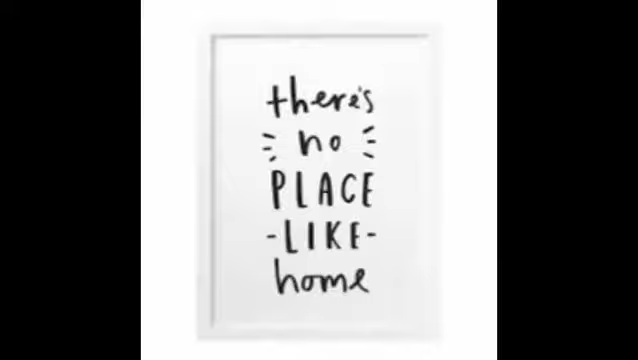 there's
no
PLACE
-LIKE-
home